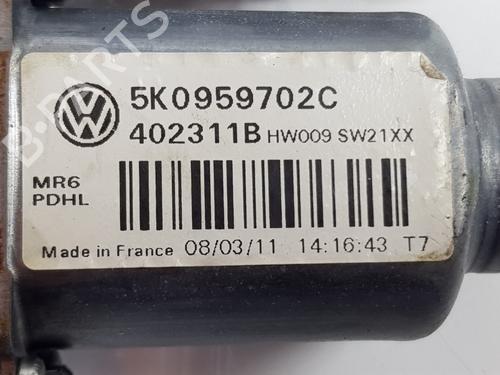 5K0959702C
402311B HW009 SW21XX
MR6
PDHL
Made in France 08/03/11 14:16:43 T7
B-PARTS